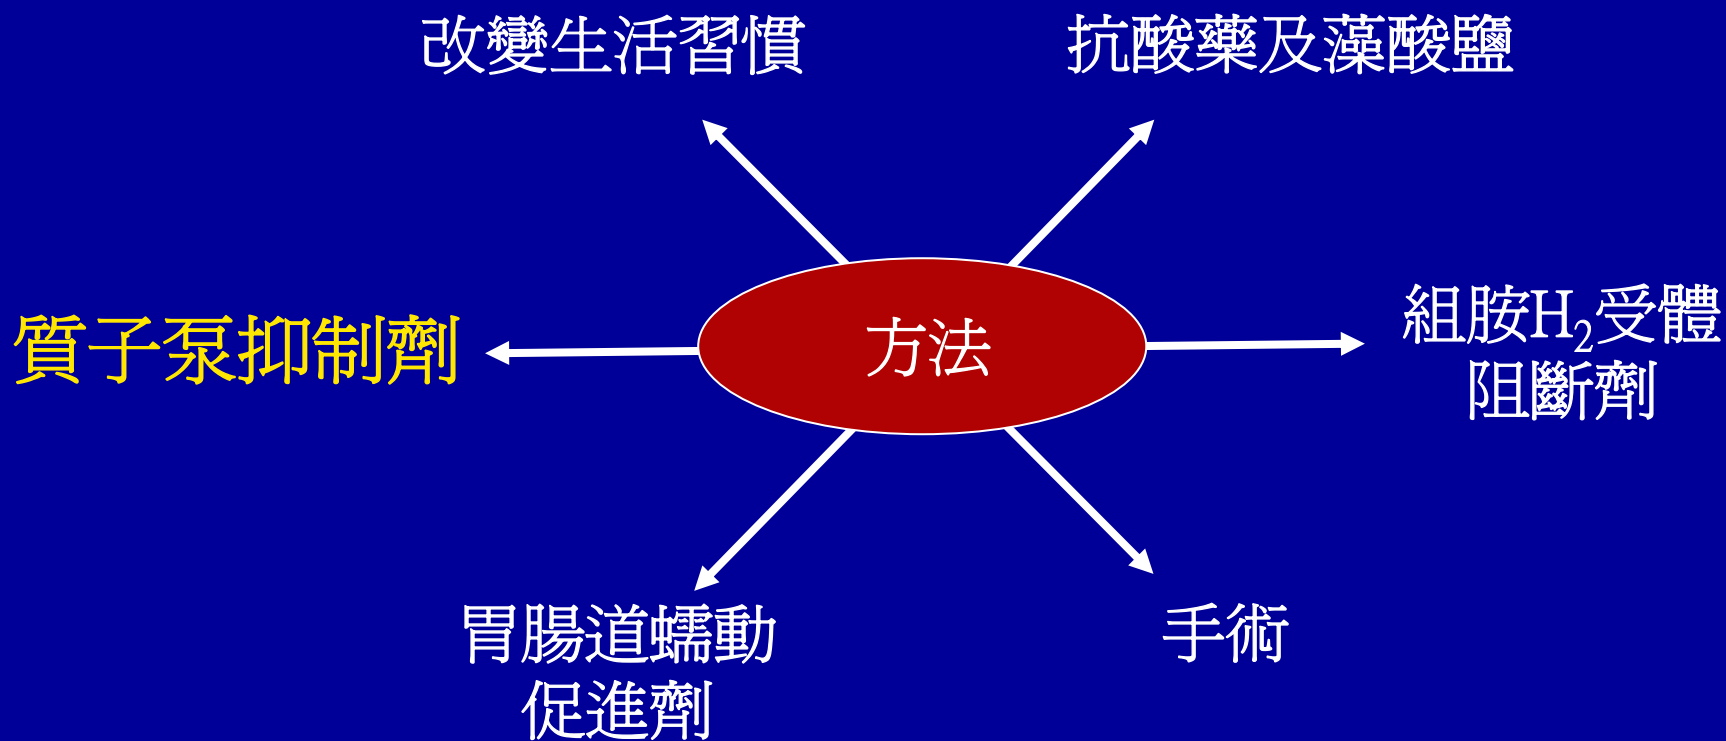 改變生活習慣
抗酸藥及藻酸鹽
質子泵抑制劑
方法
組胺H₂受體
阻斷劑
胃腸道蠕動
促進劑
手術